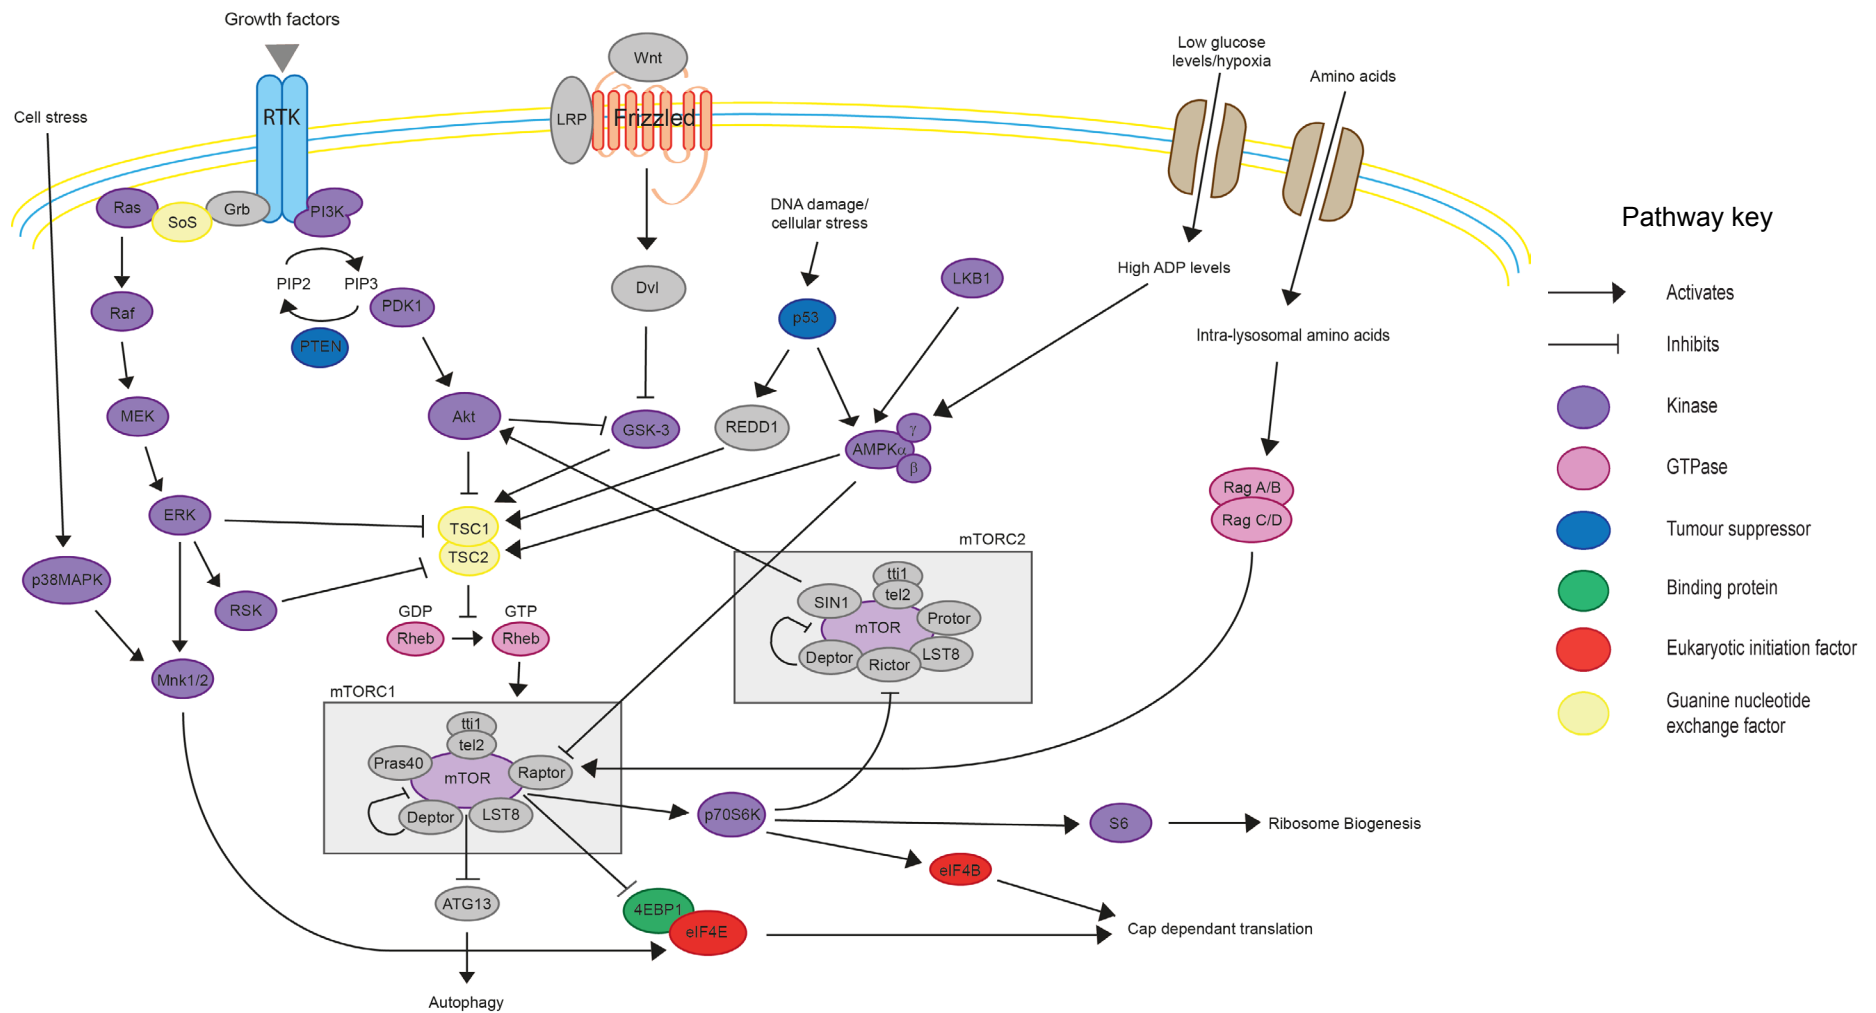 Growth factors
Cell stress
RTK
Wnt
LRP
Frizzled
Low glucose
levels/hypoxia
Amino acids
Ras
SoS
Grb
PI3K
DNA damage/
cellular stress
PIP2
PIP3
PDK1
PTEN
Raf
Dvl
p53
LKB1
High ADP levels
Intra-lysosomal amino acids
MEK
Akt
GSK-3
REDD1
AMPKα
γ
β
Rag A/B
Rag C/D
ERK
TSC1
TSC2
p38MAPK
RSK
GDP
Rheb
GTP
Rheb
Mnk1/2
mTORC2
tti1
tel2
SIN1
mTOR
Protor
Deptor
Rictor
LST8
mTORC1
tti1
tel2
Pras40
mTOR
Raptor
Deptor
LST8
p70S6K
S6
Ribosome Biogenesis
eIF4B
ATG13
4EBP1
eIF4E
Cap dependant translation
Autophagy
Pathway key
Activates
Inhibits
Kinase
GTPase
Tumour suppressor
Binding protein
Eukaryotic initiation factor
Guanine nucleotide
exchange factor